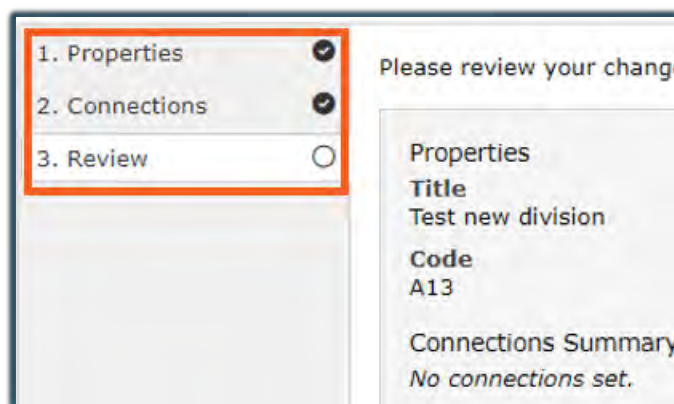 1. Properties
2. Connections
3. Review
Please review your chang
Properties
Title
Test new division
Code
A13
Connections Summary
No connections set.